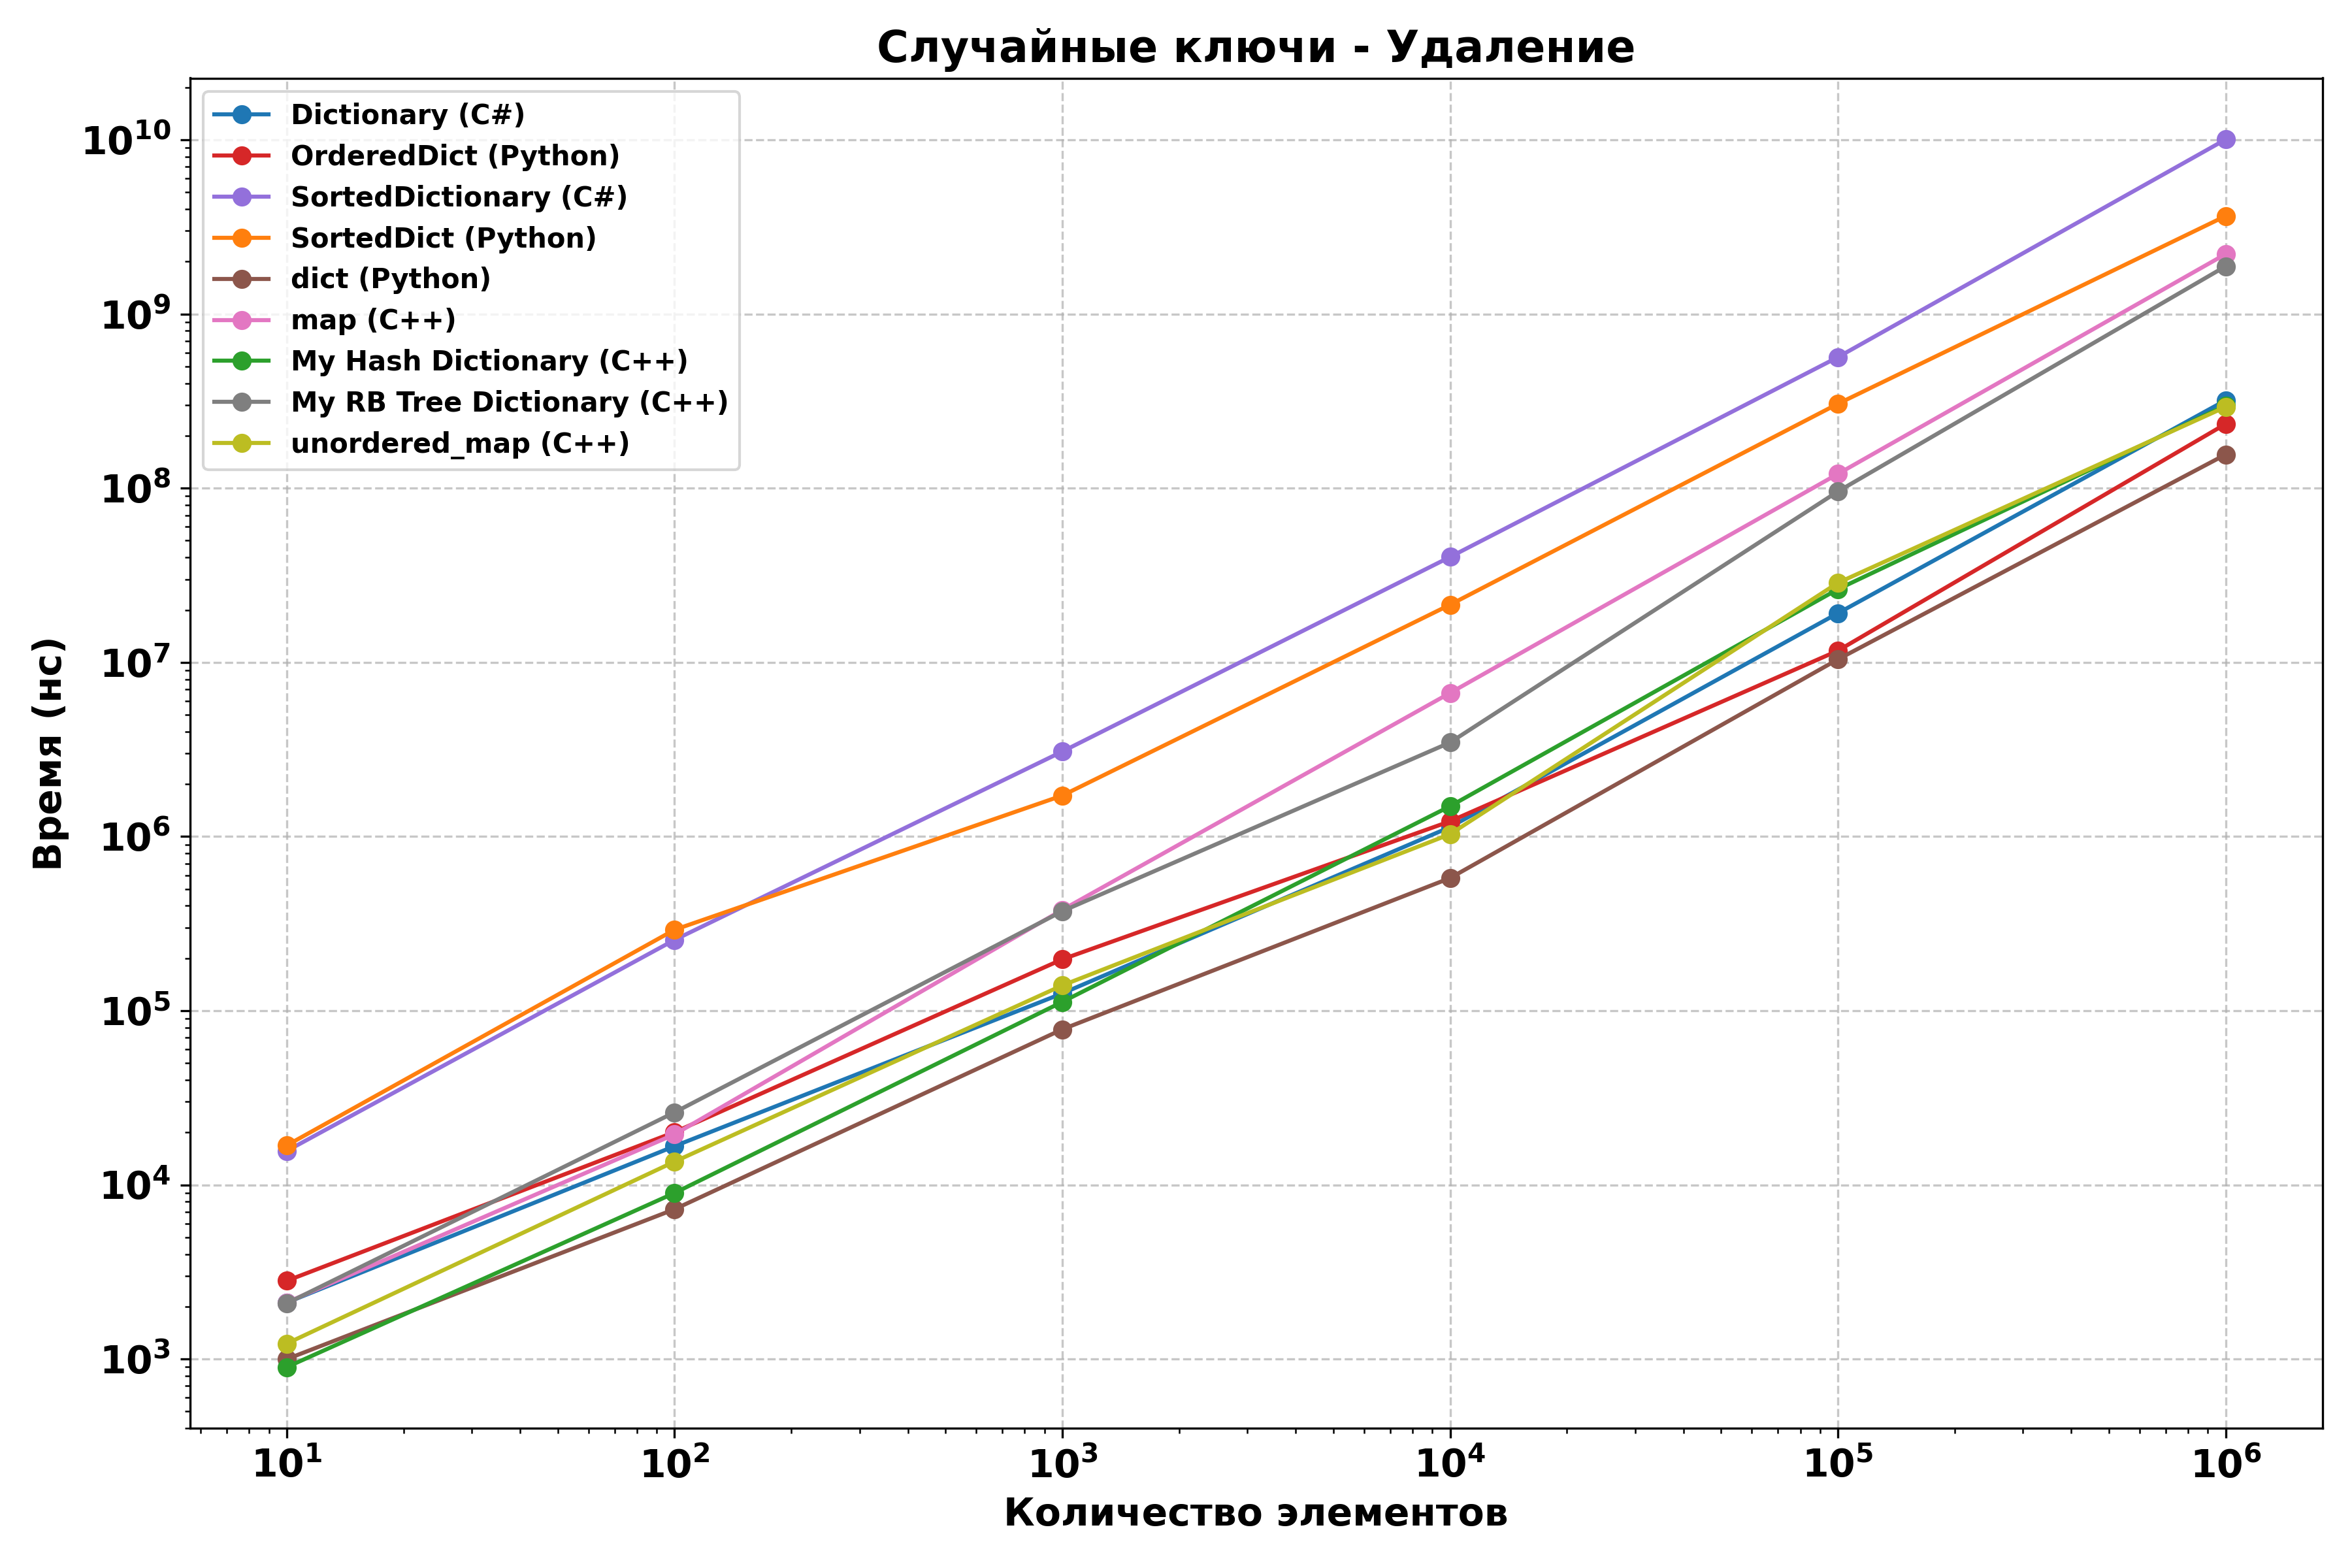 Случайные ключи - Удаление
Dictionary (C#)
OrderedDict (Python)
SortedDictionary (C#)
SortedDict (Python)
dict (Python)
map (C++)
My Hash Dictionary (C++)
My RB Tree Dictionary (C++)
unordered_map (C++)
Время (нс)
10¹⁰
10⁹
10⁸
10⁷
10⁶
10⁵
10⁴
10³
10¹ 10² 10³ 10⁴ 10⁵ 10⁶
Количество элементов